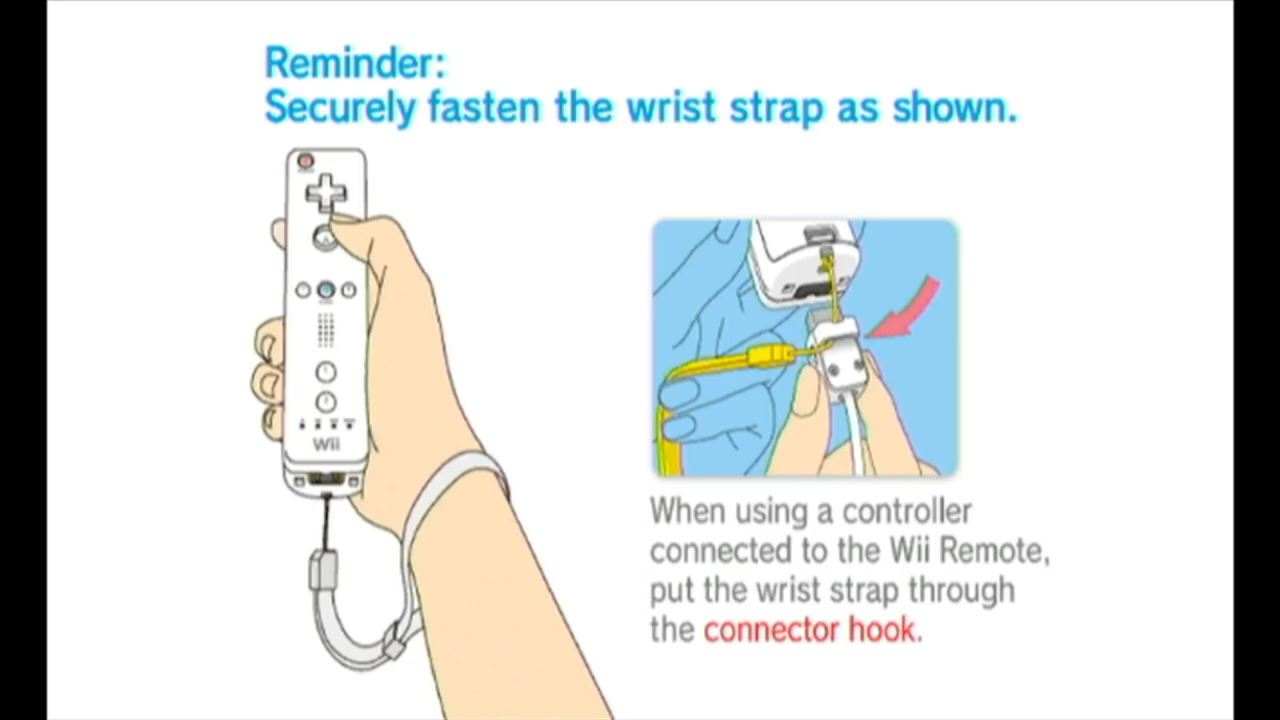 Reminder:
Securely fasten the wrist strap as shown.
Wii
When using a controller
connected to the Wii Remote,
put the wrist strap through
the connector hook.